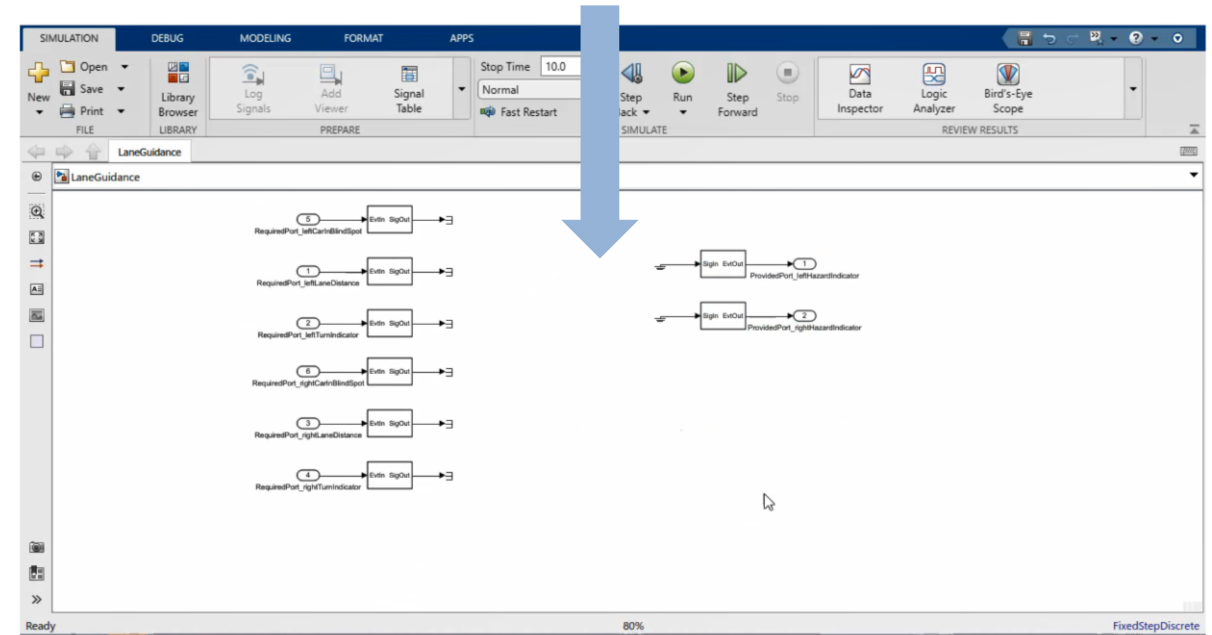 SIMULATION DEBUG MODELING FORMAT APPS
New
Open
Save
Print
FILE
Library
Browser
LIBRARY
Log
Signals
Add
Viewer
Signal
Table
PREPARE
Stop Time 10.0
Normal
Fast Restart
Step
Run
Step
Forward
Stop
SIMULATE
Data
Inspector
Logic
Analyzer
Bird's-Eye
Scope
REVIEW RESULTS
LaneGuidance
LaneGuidance
5 EvtIn SigOut
RequiredPort_leftCarInBlindSpot
1 EvtIn SigOut
RequiredPort_leftLaneDistance
2 EvtIn SigOut
RequiredPort_leftTurnIndicator
6 EvtIn SigOut
RequiredPort_rightCarInBlindSpot
3 EvtIn SigOut
RequiredPort_rightLaneDistance
4 EvtIn SigOut
RequiredPort_rightTurnIndicator
SigIn EvtOut 1
ProvidedPort_leftHazardIndicator
SigIn EvtOut 2
ProvidedPort_rightHazardIndicator
Ready 80% FixedStepDiscrete